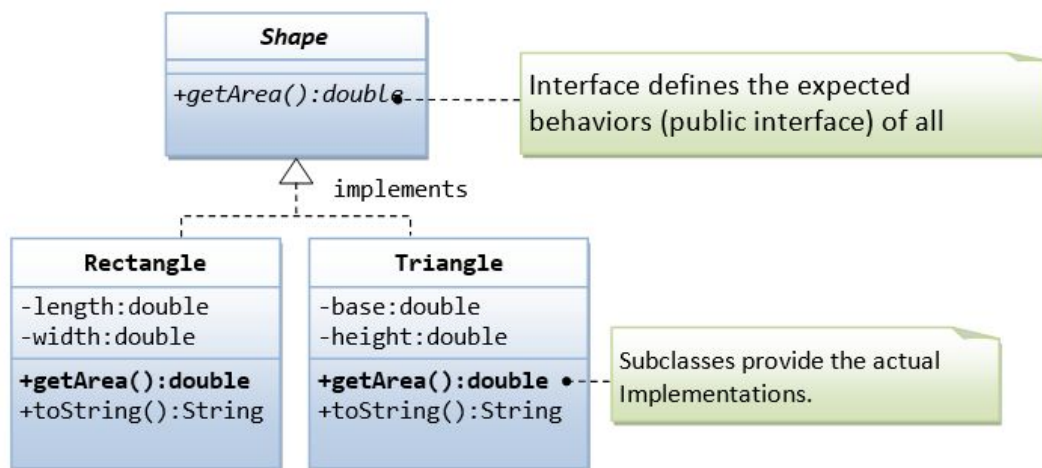 Shape
+getArea():double
Interface defines the expected
behaviors (public interface) of all
implements
Rectangle
-length:double
-width:double
+getArea():double
+toString():String
Triangle
-base:double
-height:double
+getArea():double
+toString():String
Subclasses provide the actual
Implementations.